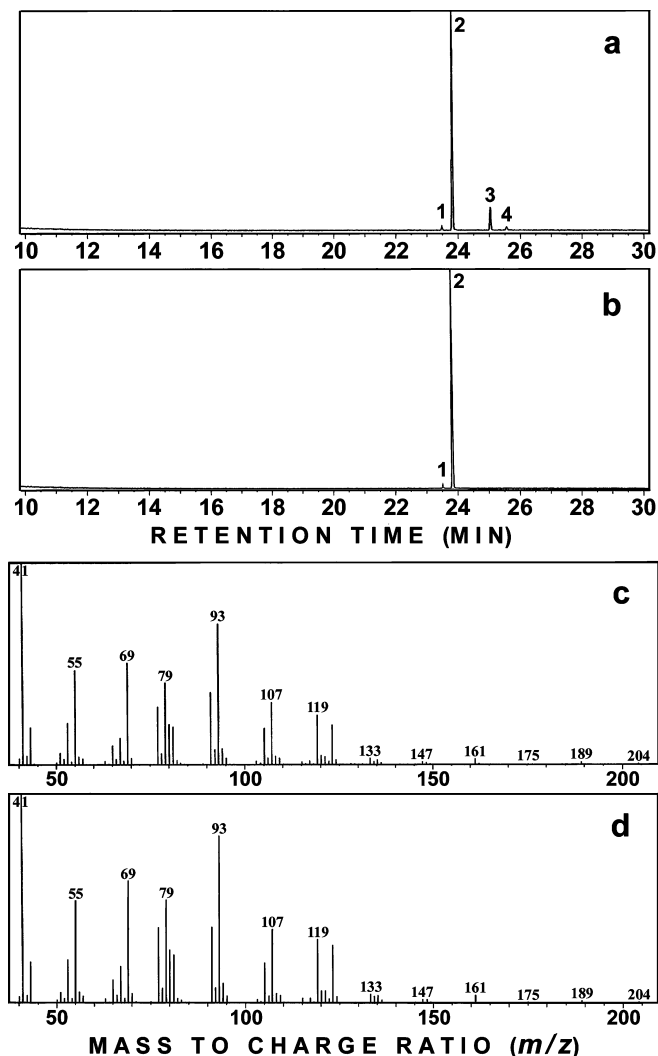 2
a
3
1
4
10 12 14 16 18 20 22 24 26 28 30
2
b
1
10 12 14 16 18 20 22 24 26 28 30
RETENTION TIME (MIN)
41
c
93
69
55
79
107
119
133 147 161 175 189 204
50 100 150 200
41
d
93
69
55
79
107
119
133 147 161 175 189 204
50 100 150 200
MASS TO CHARGE RATIO (m/z)